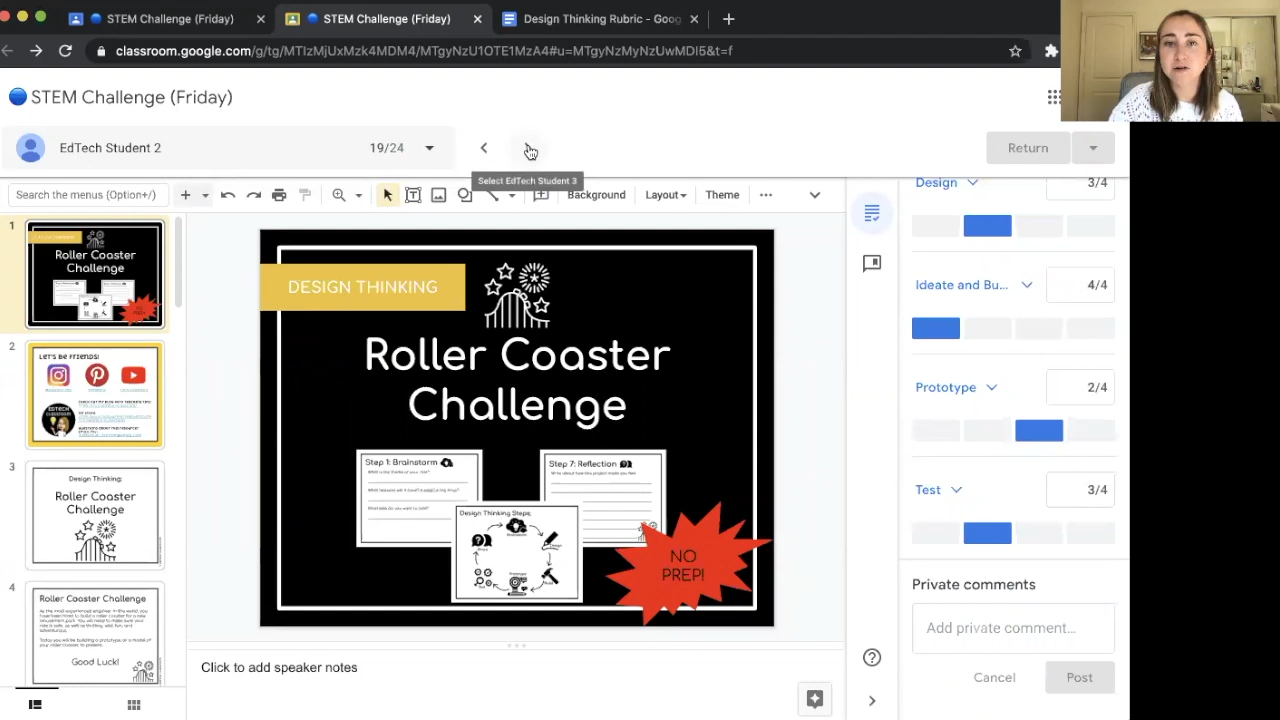 STEM Challenge (Friday)
STEM Challenge (Friday)
Design Thinking Rubric - Goog
classroom.google.com/g/tg/MTIzMjUxMzk4MDM4/MTgyNzU1OTE1MzA4#u=MTgyNzMyNzUwMDI5&t=f
STEM Challenge (Friday)
EdTech Student 2
19/24
Return
Select EdTech Student 3
Search the menus (Option+/)
Background
Layout
Theme
1
Roller Coaster
Challenge
2
LET'S BE FRIENDS!
EDTECH
CLASSROOM
3
Design Thinking:
Roller Coaster
Challenge
4
Roller Coaster Challenge
Good Luck!
DESIGN THINKING
Roller Coaster
Challenge
Step 1: Brainstorm
Step 7: Reflection
Design Thinking Steps:
NO
PREP!
Click to add speaker notes
Design
3/4
Ideate and Bu...
4/4
Prototype
2/4
Test
3/4
Private comments
Add private comment...
Cancel
Post